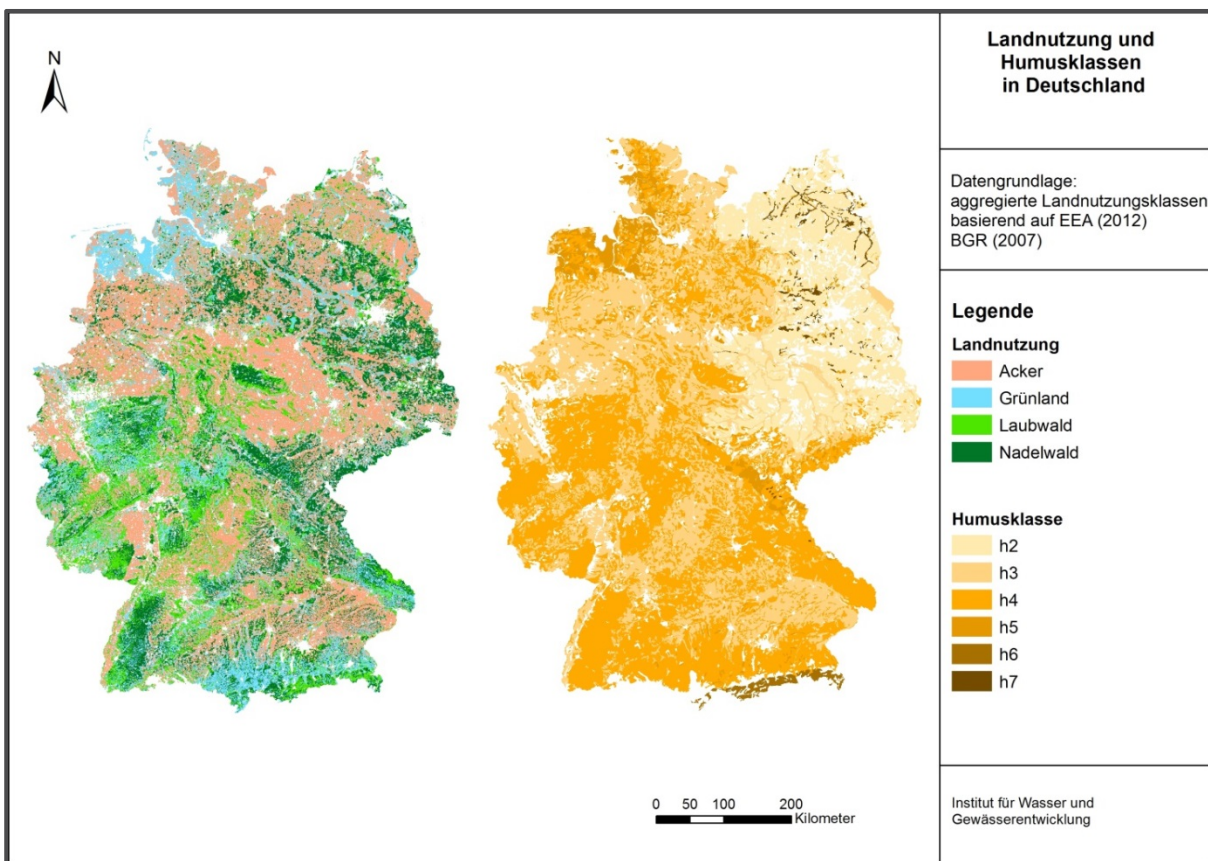 N
Landnutzung und
Humusklassen
in Deutschland
Datengrundlage:
aggregierte Landnutzungsklassen
basierend auf EEA (2012)
BGR (2007)
Legende
Landnutzung
Acker
Grünland
Laubwald
Nadelwald
Humusklasse
h2
h3
h4
h5
h6
h7
0 50 100 200
Kilometer
Institut für Wasser und
Gewässerentwicklung